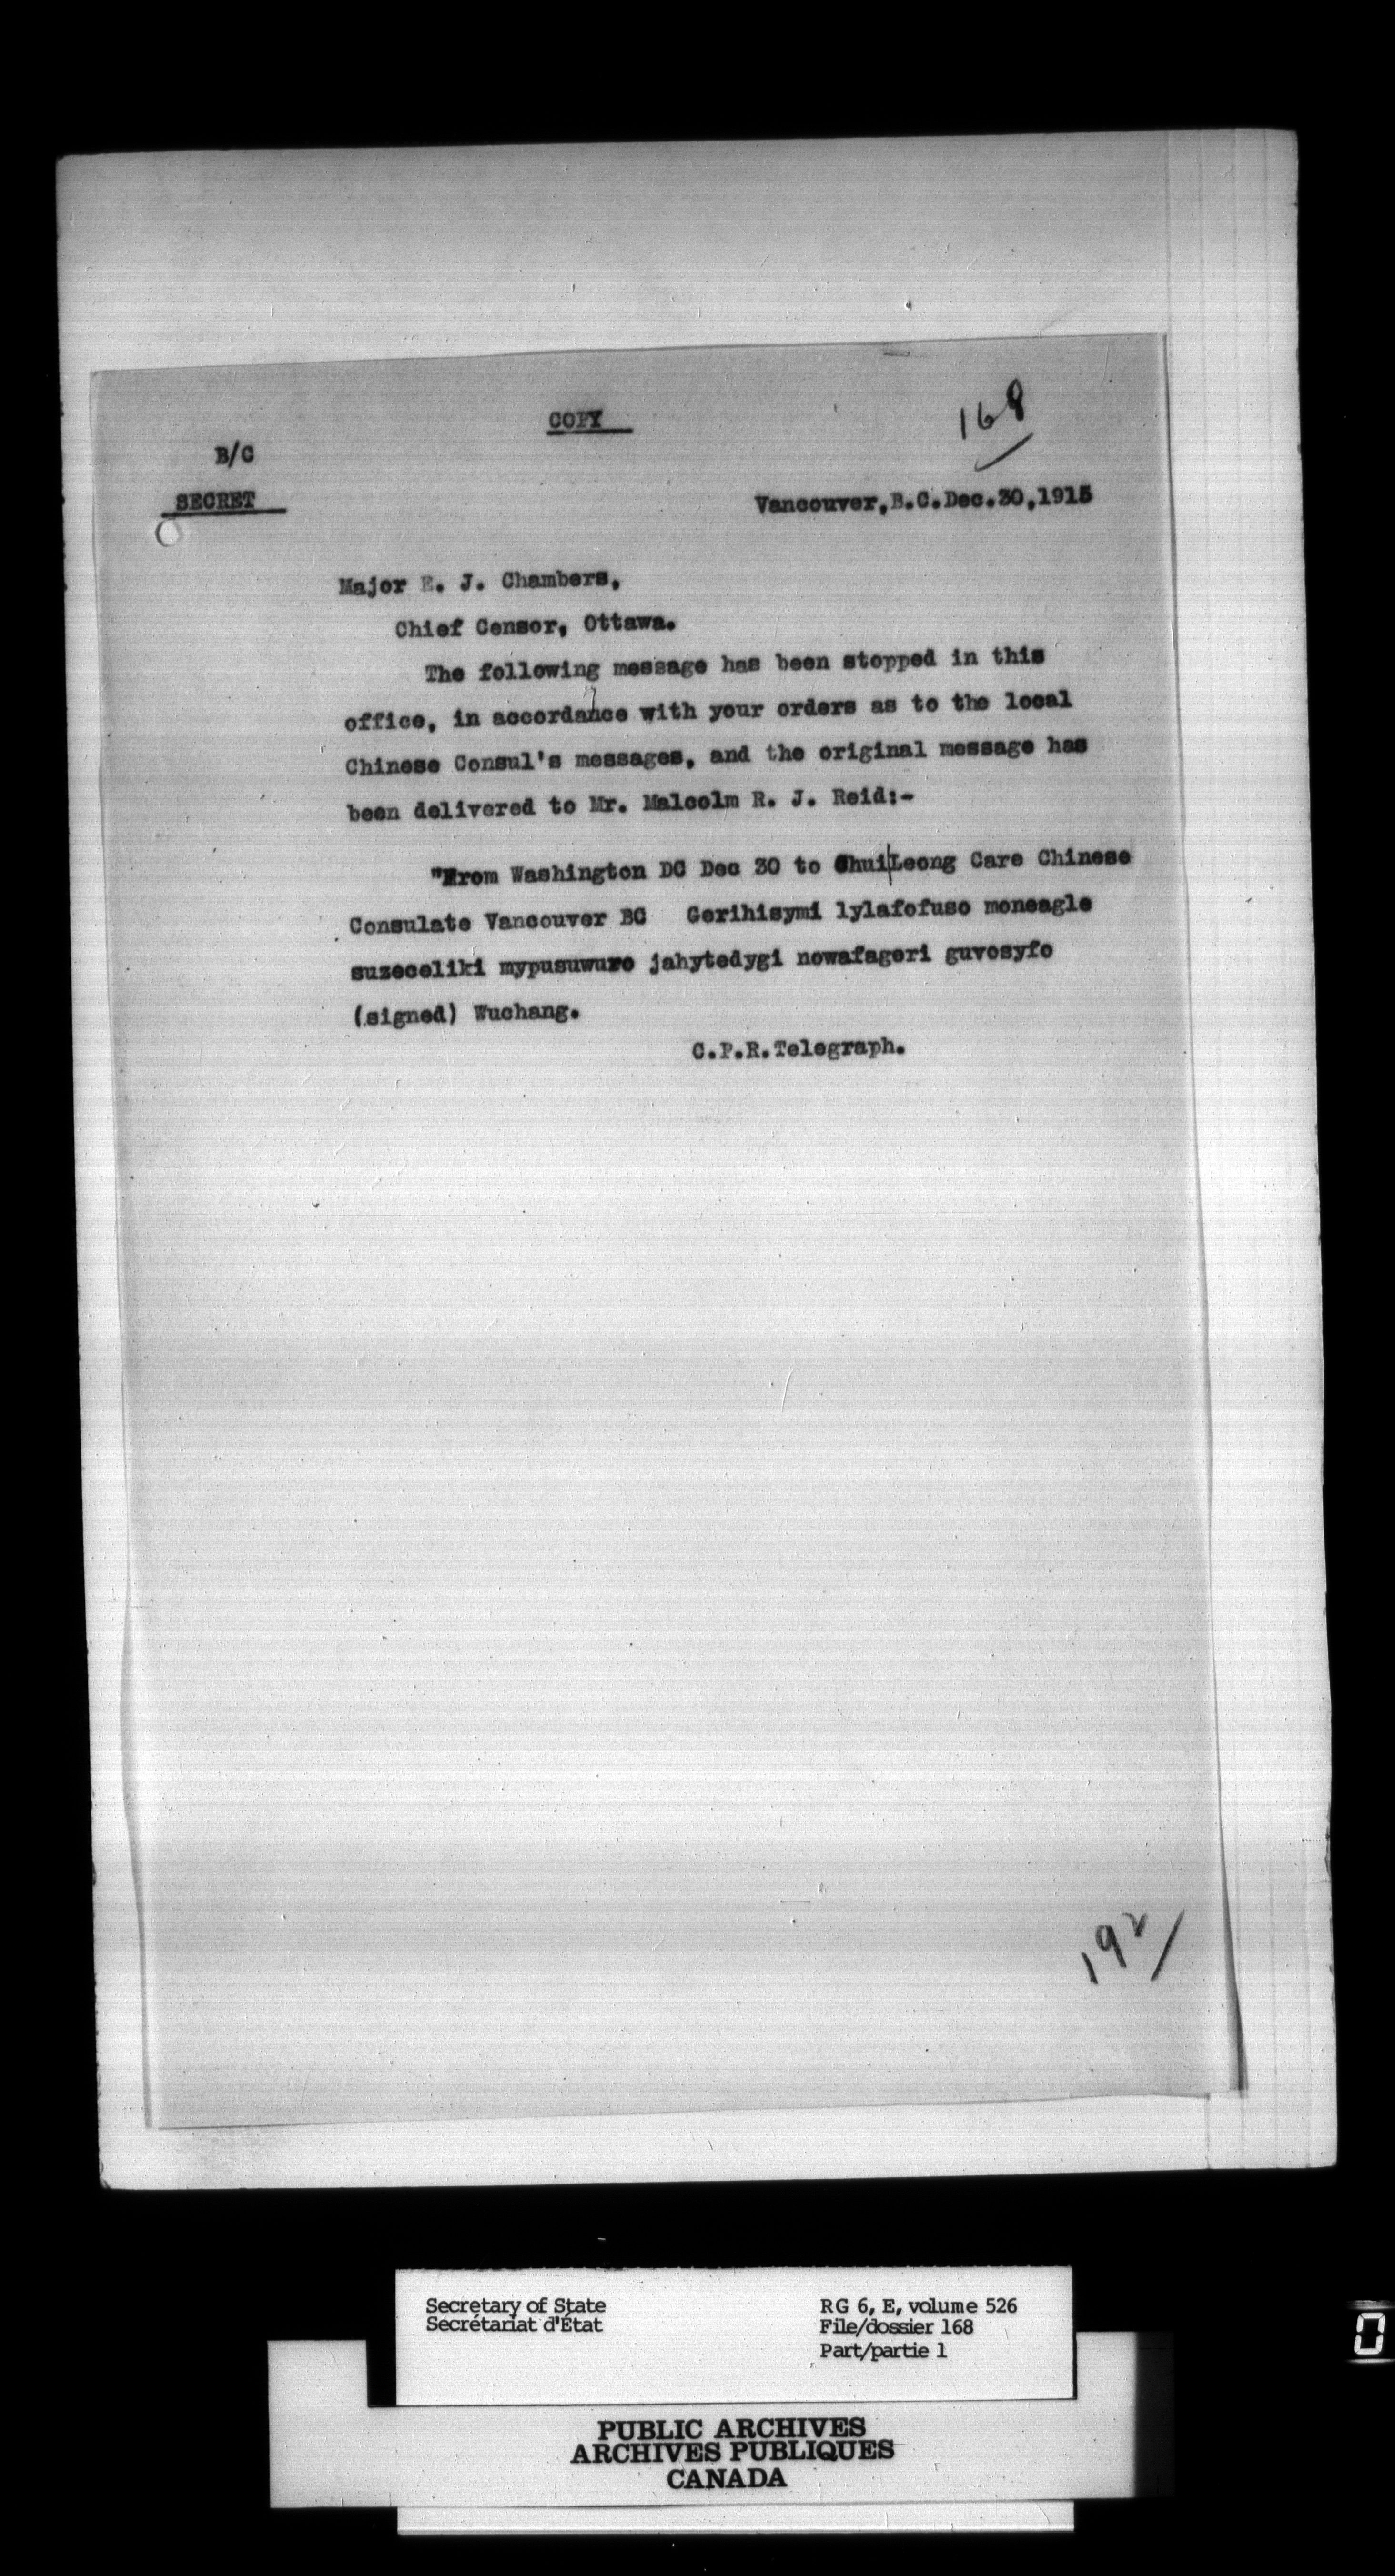 COPY
168
B/C
SECRET
Vancouver,B.C.Dec.30,1915
Major E. J. Chambers,
Chief Censor, Ottawa.
The following message has been stopped in this
office, in accordance with your orders as to the local
Chinese Consul's messages, and the original message has
been delivered to Mr. Malcolm R. J. Reid:-
"From Washington DC Dec 30 to Chui Leong Care Chinese
Consulate Vancouver BC Gerihisymi lylafofuso moneagle
suzeceliki mypusuwure jahytedygi nowafageri guvosyfo
(signed) Wuchang.
C.P.R.Telegraph.
192/
Secretary of State
Secrétariat d'État
RG 6, E, volume 526
File/dossier 168
Part/partie 1
PUBLIC ARCHIVES
ARCHIVES PUBLIQUES
CANADA
0